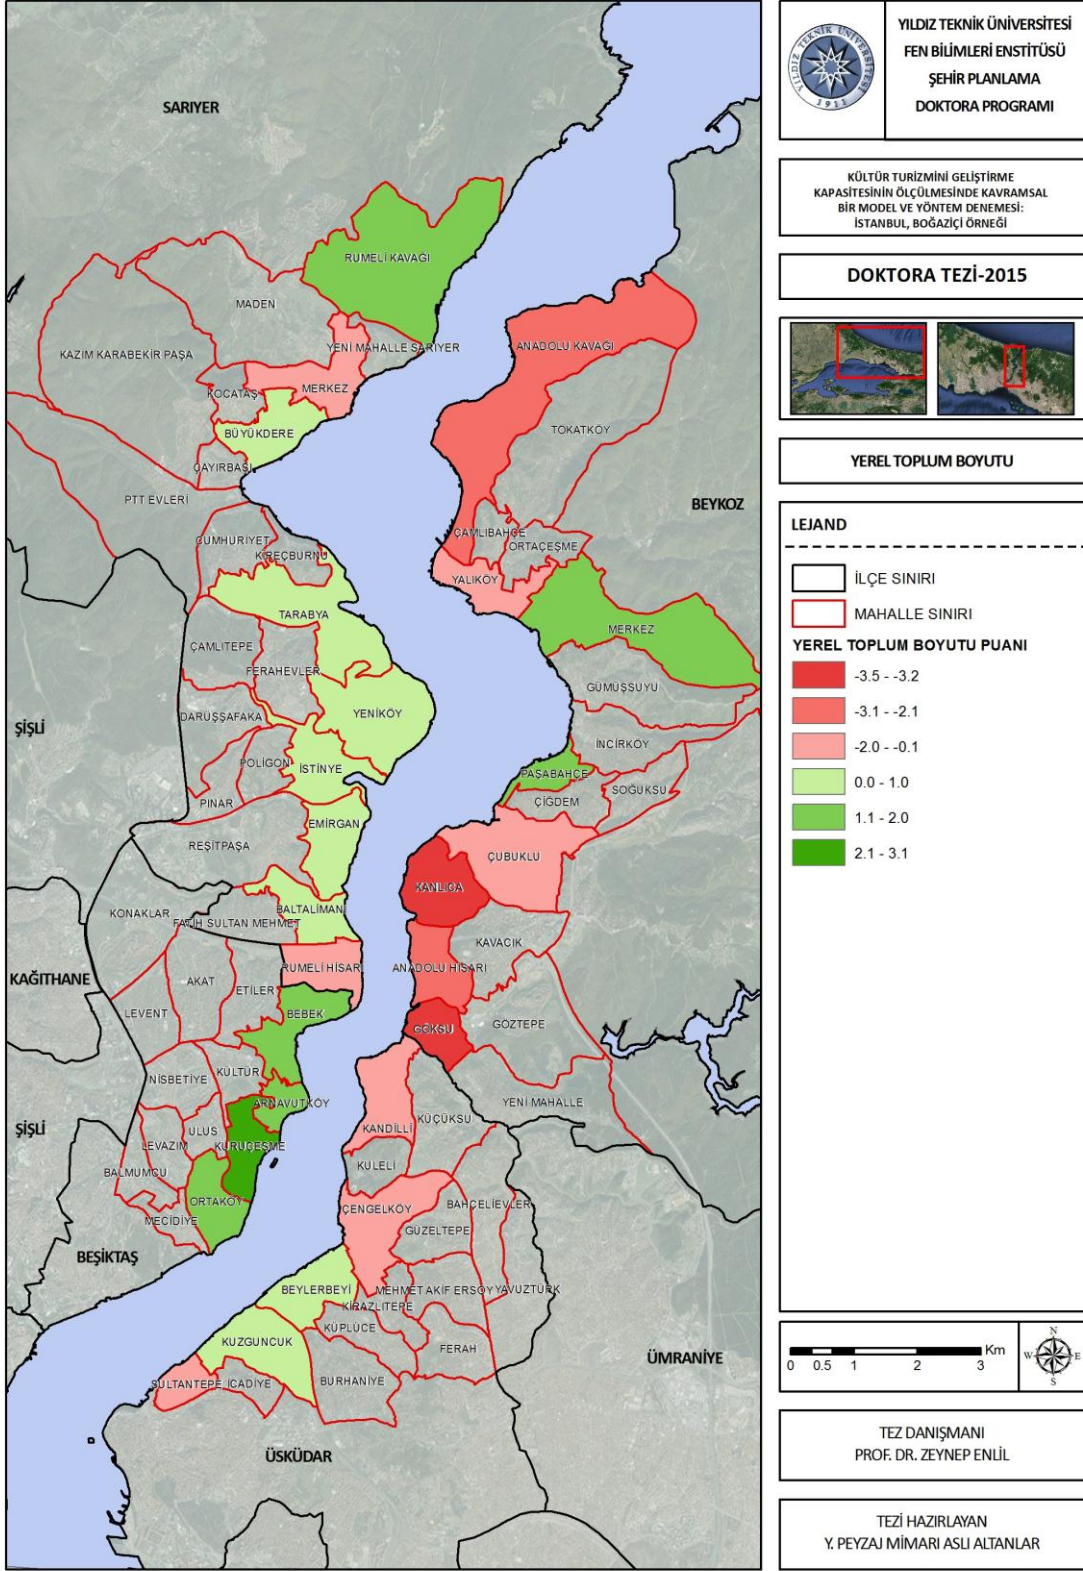 SARIYER
RUMELİ KAVAĞI
MADEN
YENİ MAHALLE SARIYER
ANADOLU KAVAĞI
KAZIM KARABEKİR PAŞA
KOCATAŞ
MERKEZ
TOKATKÖY
BÜYÜKDERE
ÇAYIRBAŞI
PTT EVLERİ
BEYKOZ
CUMHURİYET
KİREÇBURNU
ÇAMLIBAHÇE
ORTAÇEŞME
YALIKÖY
TARABYA
MERKEZ
ÇAMLITEPE
FERAHEVLER
GÜMÜŞSUYU
DARUŞŞAFAKA
YENİKÖY
ŞİŞLİ
İNCİRKÖY
POLİGON
İSTİNYE
PAŞABAHÇE
SOĞUKSU
PINAR
ÇİĞDEM
EMİRGAN
REŞİTPAŞA
ÇUBUKLU
KANLICA
KONAKLAR
BALTALİMANI
FATİH SULTAN MEHMET
KAVACIK
KAĞITHANE
AKAT
ETİLER
RUMELİ HİSARI
ANADOLU HİSARI
LEVENT
BEBEK
GÖKSU
GÖZTEPE
NİSBETİYE
KÜLTÜR
ARNAVUTKÖY
YENİ MAHALLE
ŞİŞLİ
ULUS
KÜÇÜKSU
KANDİLLİ
LEVAZIM
KURUÇEŞME
BALMUMCU
KULELİ
ORTAKÖY
MECİDİYE
ÇENGELKÖY
BAHÇELİEVLER
GÜZELTEPE
BEŞİKTAŞ
BEYLERBEYİ
MEHMET AKİF ERSOY
YAVUZTÜRK
KİRAZLITEPE
KUZGUNCUK
KÜPLÜCE
FERAH
ÜMRANİYE
SULTANTEPE
İCADİYE
BURHANİYE
ÜSKÜDAR
YILDIZ TEKNİK ÜNİVERSİTESİ
1911
YILDIZ TEKNİK ÜNİVERSİTESİ
FEN BİLİMLERİ ENSTİTÜSÜ
ŞEHİR PLANLAMA
DOKTORA PROGRAMI
KÜLTÜR TURİZMİNİ GELİŞTİRME
KAPASİTESİNİN ÖLÇÜLMESİNDE KAVRAMSAL
BİR MODEL VE YÖNTEM DENEMESİ:
İSTANBUL, BOĞAZİÇİ ÖRNEĞİ
DOKTORA TEZİ-2015
YEREL TOPLUM BOYUTU
LEJAND
İLÇE SINIRI
MAHALLE SINIRI
YEREL TOPLUM BOYUTU PUANI
-3.5 - -3.2
-3.1 - -2.1
-2.0 - -0.1
0.0 - 1.0
1.1 - 2.0
2.1 - 3.1
Km
0 0.5 1 2 3
N
W E
S
TEZ DANIŞMANI
PROF. DR. ZEYNEP ENLİL
TEZİ HAZIRLAYAN
Y. PEYZAJ MİMARI ASLI ALTANLAR